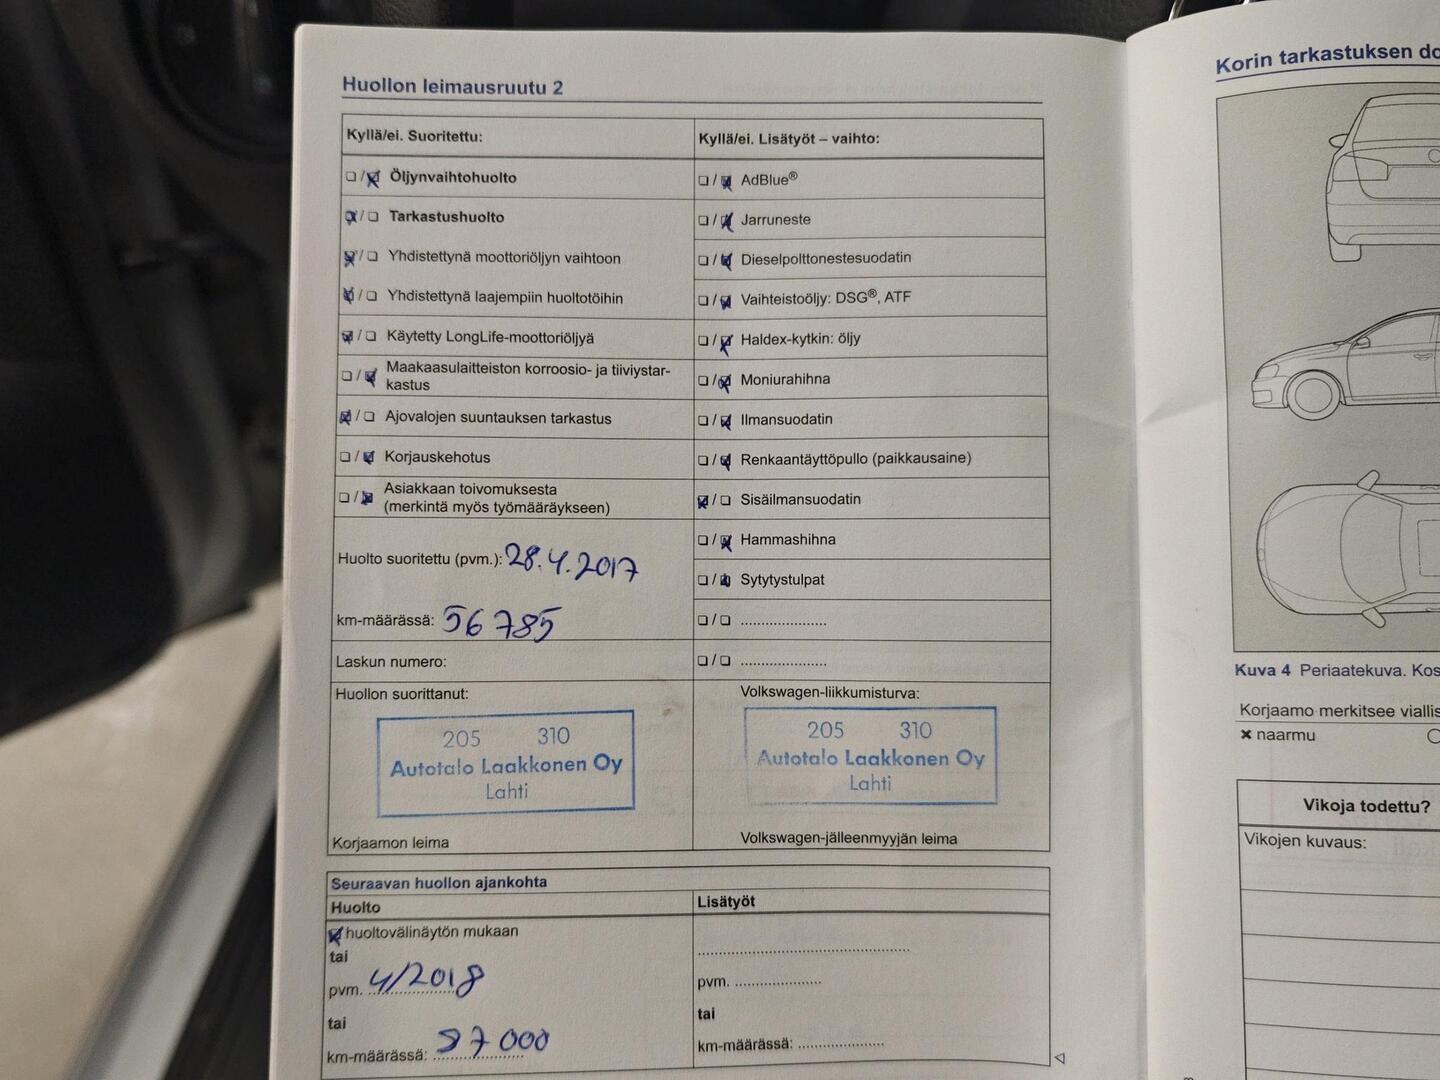 Huollon leimausruutu 2
Kyllä/ei. Suoritettu:
Öljynvaihtohuolto
Tarkastushuolto
Yhdistettynä moottoriöljyn vaihtoon
Yhdistettynä laajempiin huoltotöihin
Käytetty LongLife-moottoriöljyä
Maakaasulaitteiston korroosio- ja tiiviystar-
kastus
Ajovalojen suuntauksen tarkastus
Korjauskehotus
Asiakkaan toivomuksesta
(merkintä myös työmääräykseen)
Huolto suoritettu (pvm.): 28.4.2017
km-määrässä: 56 785
Laskun numero:
Kyllä/ei. Lisätyöt – vaihto:
AdBlue®
Jarruneste
Dieselpolttonestesuodatin
Vaihteistoöljy: DSG®, ATF
Haldex-kytkin: öljy
Moniurahihna
Ilmansuodatin
Renkaantäyttöpullo (paikkausaine)
Sisäilmansuodatin
Hammashihna
Sytytystulpat
Huollon suorittanut:
205 310
Autotalo Laakkonen Oy
Lahti
Korjaamon leima
Volkswagen-liikkumisturva:
205 310
Autotalo Laakkonen Oy
Lahti
Volkswagen-jälleenmyyjän leima
Seuraavan huollon ajankohta
Huolto
huoltovälinäytön mukaan
tai
pvm. 4/2018
tai
km-määrässä: 87 000
Lisätyöt
pvm.
tai
km-määrässä:
Korin tarkastuksen
Kuva 4 Periaatekuva.
Korjaamo merkitsee
naarmu
Vikoja todettu?
Vikojen kuvaus: